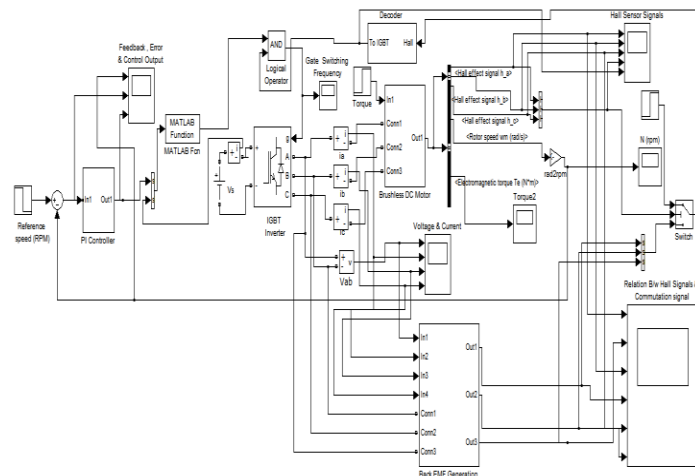 Decoder
Hall Sensor Signals
Feedback , Error
& Control Output
AND
Logical
Operator
To IGBT
Hall
Gate Switching
Frequency
Torque
<Hall effect signal h_a>
<Hall effect signal h_b>
<Hall effect signal h_c>
<Rotor speed wm (rad/s)>
<Electromagnetic torque Te (N*m)>
MATLAB
Function
MATLAB Fcn
In1
Conn1
Conn2
Conn3
Out1
Brushless DC Motor
rad2rpm
N (rpm)
Torque2
Vs
g
A
B
C
+
-
IGBT
Inverter
i
+
-
ia
ib
ic
Reference
speed (RPM)
In1
Out1
PI Controller
Voltage & Current
+
-
v
Vab
Switch
Relation B/w Hall Signals &
Commutation signal
In1
In2
In3
In4
Conn1
Conn2
Conn3
Out1
Out2
Out3
Back EMF Generation